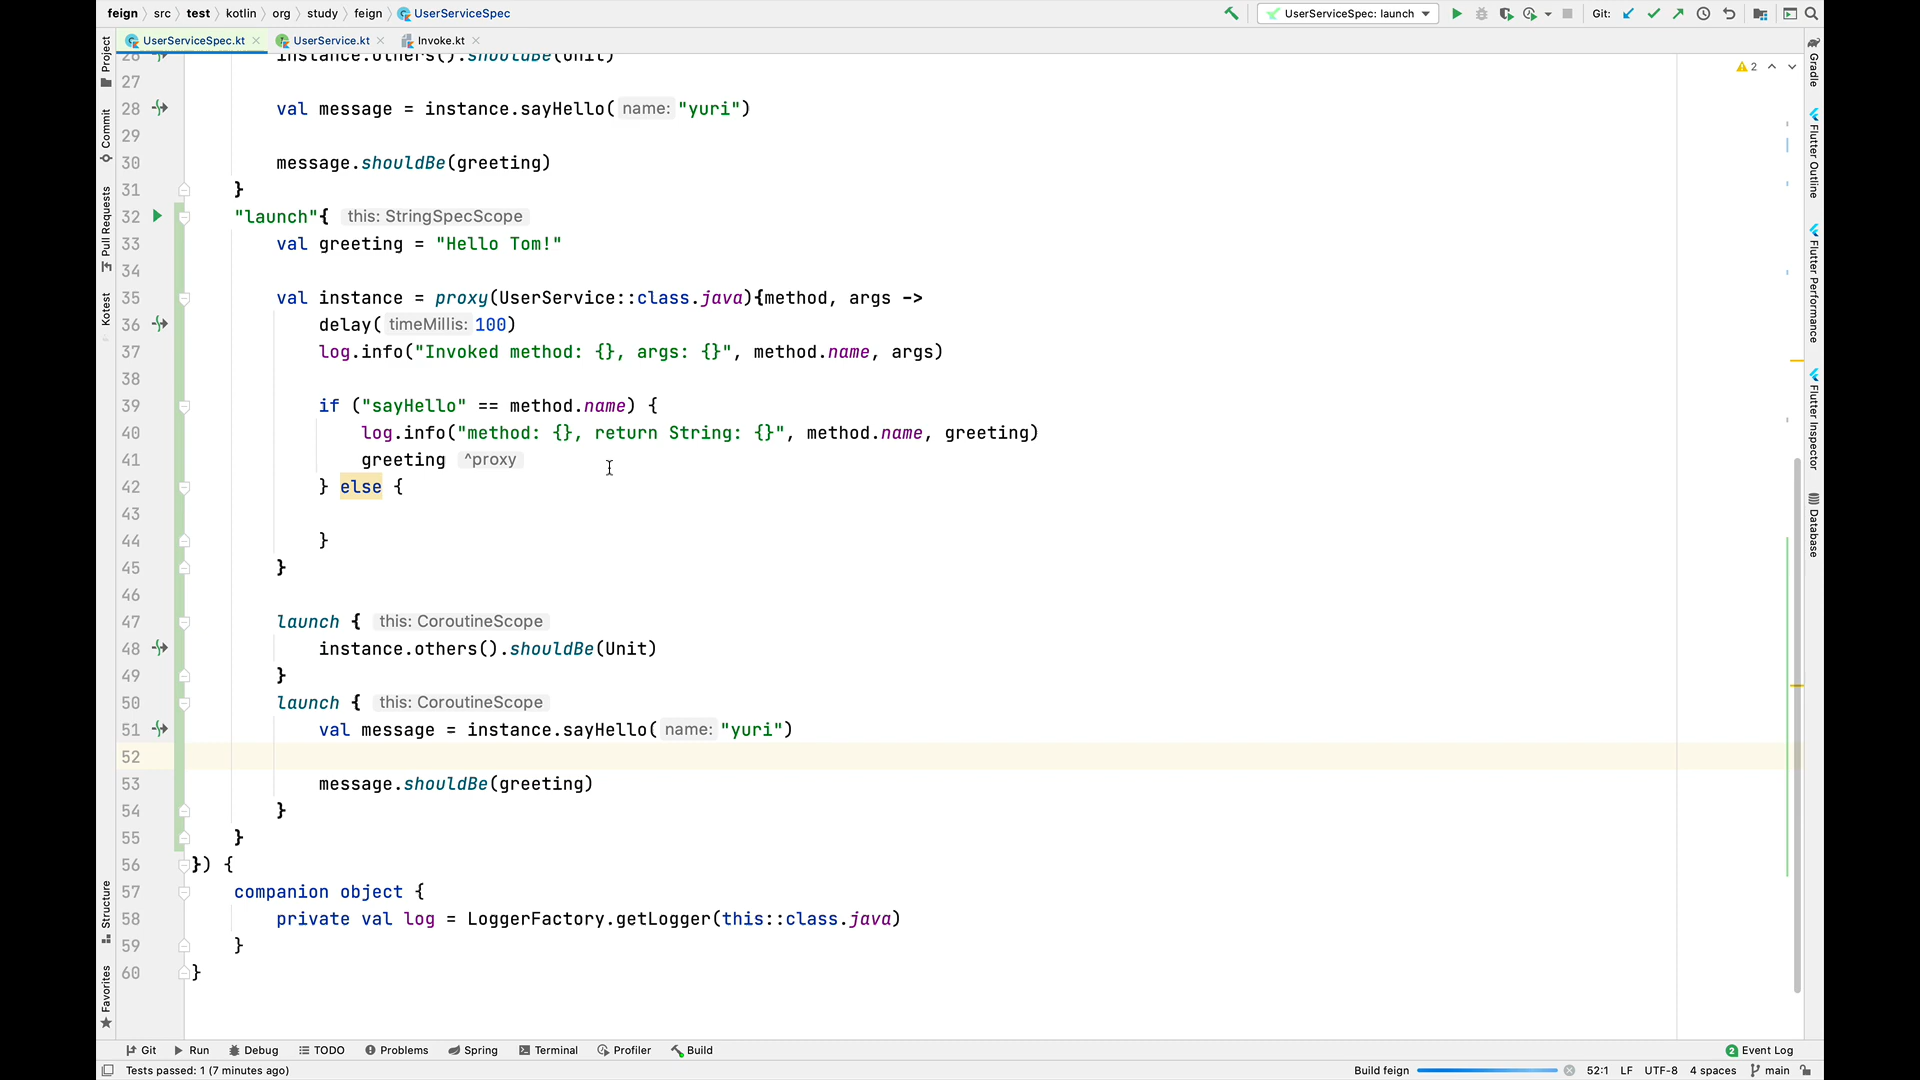 feign src test kotlin org study feign UserServiceSpec UserServiceSpec: launch Git:
UserServiceSpec.kt UserService.kt Invoke.kt
26 instance.others().shouldBe(Unit)
27
28 val message = instance.sayHello( name: "yuri")
29
30 message.shouldBe(greeting)
31 }
32 "launch"{ this: StringSpecScope
33 val greeting = "Hello Tom!"
34
35 val instance = proxy(UserService::class.java){method, args ->
36 delay( timeMillis: 100)
37 log.info("Invoked method: {}, args: {}", method.name, args)
38
39 if ("sayHello" == method.name) {
40 log.info("method: {}, return String: {}", method.name, greeting)
41 greeting ^proxy
42 } else {
43
44 }
45 }
46
47 launch { this: CoroutineScope
48 instance.others().shouldBe(Unit)
49 }
50 launch { this: CoroutineScope
51 val message = instance.sayHello( name: "yuri")
52
53 message.shouldBe(greeting)
54 }
55 }
56 }) {
57 companion object {
58 private val log = LoggerFactory.getLogger(this::class.java)
59 }
60 }
2
Project
Commit
Pull Requests
Kotest
Structure
Favorites
Gradle
Flutter Outline
Flutter Performance
Flutter Inspector
Database
Git Run Debug TODO Problems Spring Terminal Profiler Build 2 Event Log
Tests passed: 1 (7 minutes ago) Build feign 52:1 LF UTF-8 4 spaces main